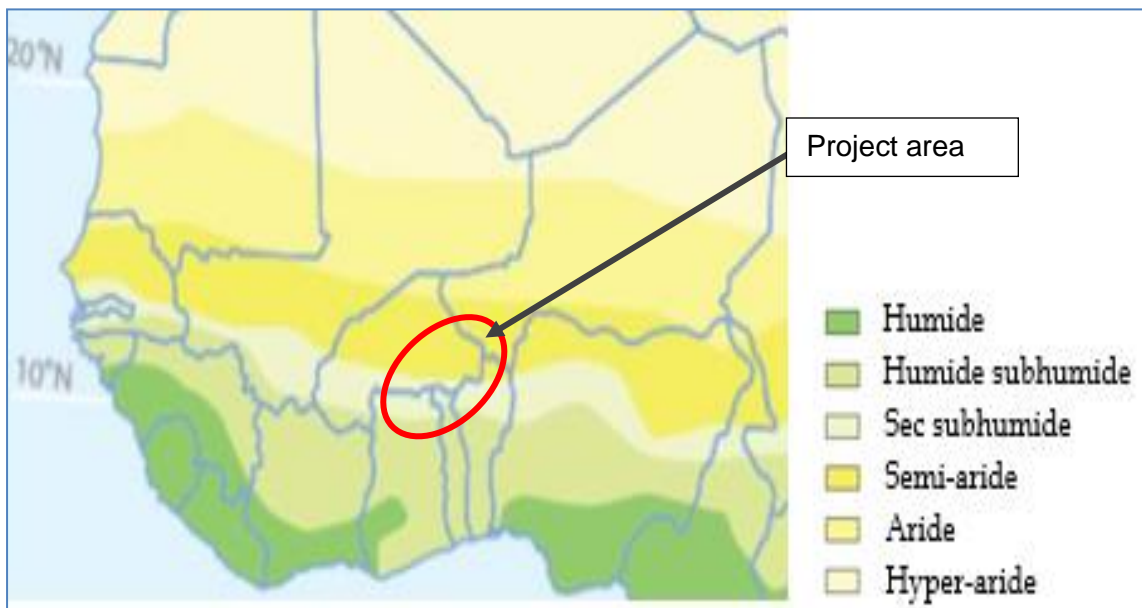 20°N
Project area
10°N
Humide
Humide subhumide
Sec subhumide
Semi-aride
Aride
Hyper-aride